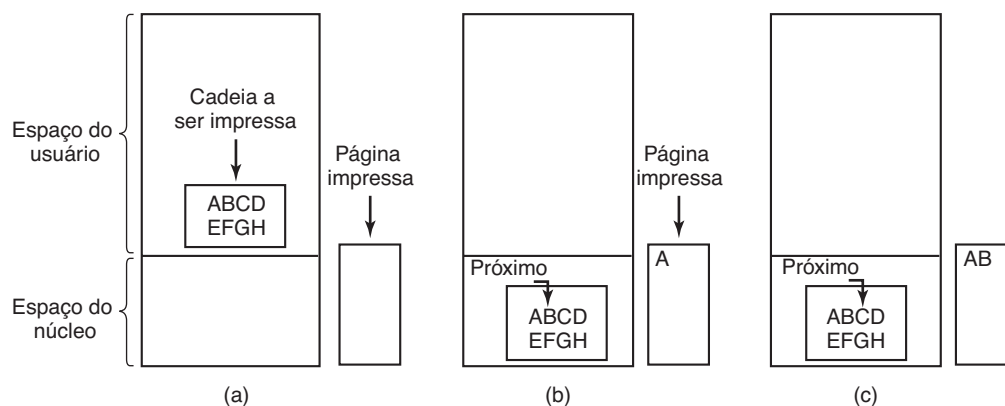 Cadeia a
ser impressa
Espaço do
usuário
Página
impressa
ABCD
EFGH
Espaço do
núcleo
(a)
Página
impressa
A
Próximo
ABCD
EFGH
(b)
AB
Próximo
ABCD
EFGH
(c)